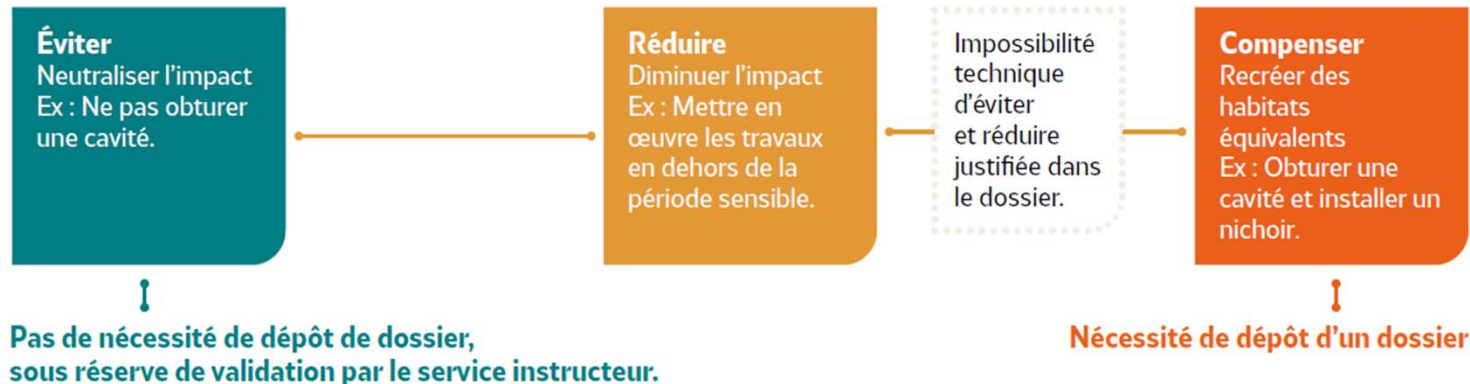 Éviter
Neutraliser l'impact
Ex : Ne pas obturer
une cavité.
Réduire
Diminuer l'impact
Ex : Mettre en
œuvre les travaux
en dehors de la
période sensible.
Impossibilité
technique
d'éviter
et réduire
justifiée dans
le dossier.
Compenser
Recréer des
habitats
équivalents
Ex : Obturer une
cavité et installer un
nichoir.
Pas de nécessité de dépôt de dossier,
sous réserve de validation par le service instructeur.
Nécessité de dépôt d'un dossier